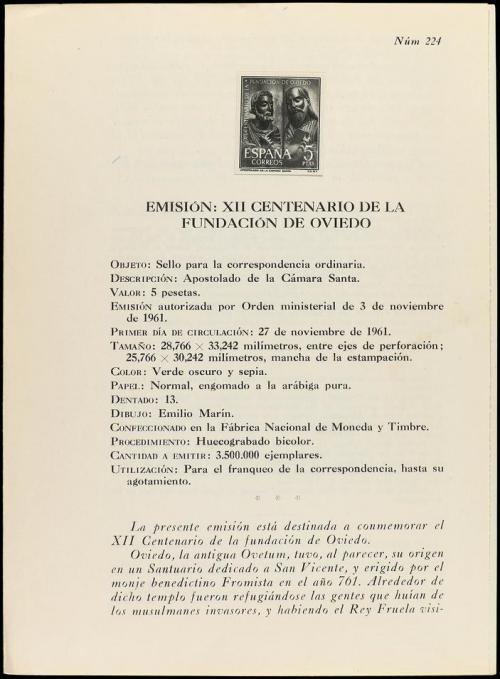 Núm 224
XII CENTENARIO DE LA FUNDACION DE OVIEDO
ESPAÑA
CORREOS
5
PTAS
EMISIÓN: XII CENTENARIO DE LA
FUNDACIÓN DE OVIEDO
OBJETO: Sello para la correspondencia ordinaria.
DESCRIPCIÓN: Apostolado de la Cámara Santa.
VALOR: 5 pesetas.
EMISIÓN autorizada por Orden ministerial de 3 de noviembre
de 1961.
PRIMER DÍA DE CIRCULACIÓN: 27 de noviembre de 1961.
TAMAÑO: 28,766 × 33,242 milímetros, entre ejes de perforación;
25,766 × 30,242 milímetros, mancha de la estampación.
COLOR: Verde oscuro y sepia.
PAPEL: Normal, engomado a la arábiga pura.
DENTADO: 13.
DIBUJO: Emilio Marín.
CONFECCIONADO en la Fábrica Nacional de Moneda y Timbre.
PROCEDIMIENTO: Huecograbado bicolor.
CANTIDAD A EMITIR: 3.500.000 ejemplares.
UTILIZACIÓN: Para el franqueo de la correspondencia, hasta su
agotamiento.
La presente emisión está destinada a conmemorar el
XII Centenario de la fundación de Oviedo.
Oviedo, la antigua Ovetum, tuvo, al parecer, su origen
en un Santuario dedicado a San Vicente, y erigido por el
monje benedictino Fromista en el año 761. Alrededor de
dicho templo fueron refugiándose las gentes que huían de
los musulmanes invasores, y habiendo el Rey Fruela visi-